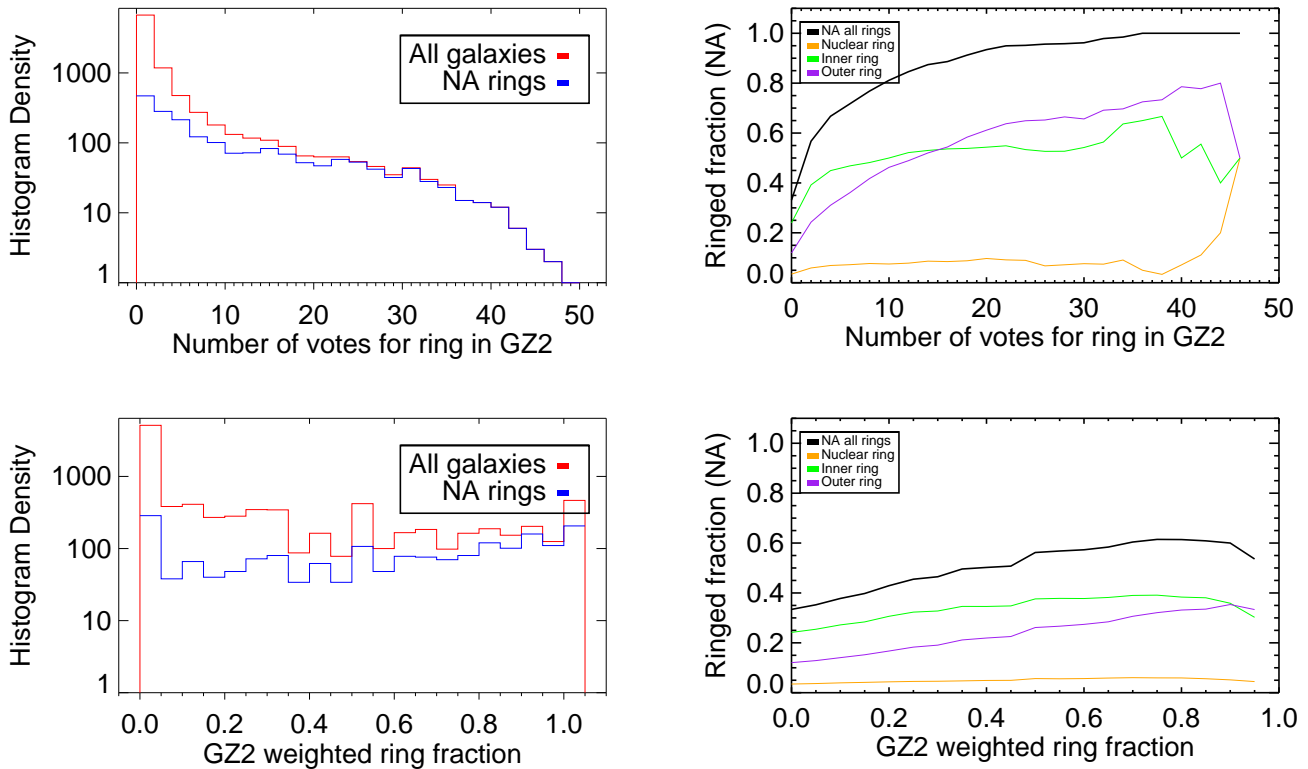 Histogram Density
1000
100
10
1
All galaxies
NA rings
0 10 20 30 40 50
Number of votes for ring in GZ2
Ringed fraction (NA)
1.0
0.8
0.6
0.4
0.2
0.0
NA all rings
Nuclear ring
Inner ring
Outer ring
0 10 20 30 40 50
Number of votes for ring in GZ2
Histogram Density
1000
100
10
1
All galaxies
NA rings
0.0 0.2 0.4 0.6 0.8 1.0
GZ2 weighted ring fraction
Ringed fraction (NA)
1.0
0.8
0.6
0.4
0.2
0.0
NA all rings
Nuclear ring
Inner ring
Outer ring
0.0 0.2 0.4 0.6 0.8 1.0
GZ2 weighted ring fraction